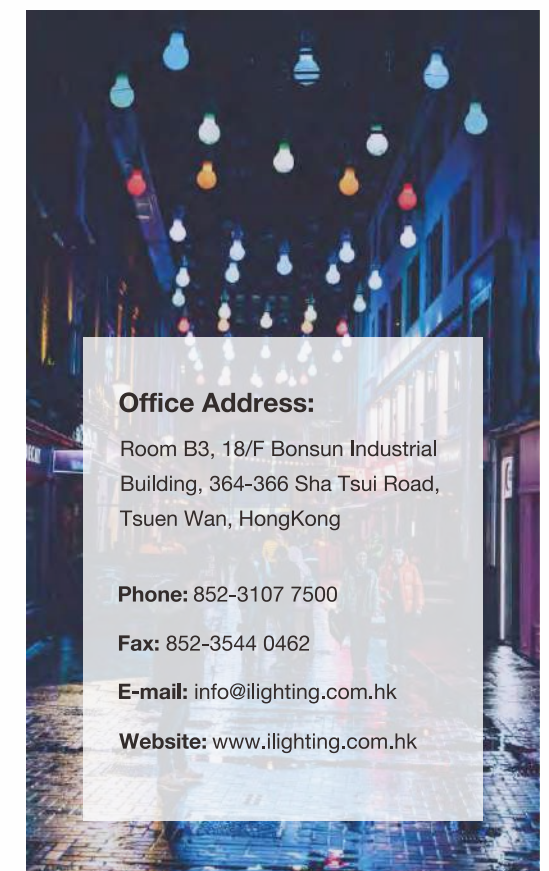 Office Address:
Room B3, 18/F Bonsun Industrial
Building, 364-366 Sha Tsui Road,
Tsuen Wan, HongKong
Phone: 852-3107 7500
Fax: 852-3544 0462
E-mail: info@ilighting.com.hk
Website: www.ilighting.com.hk